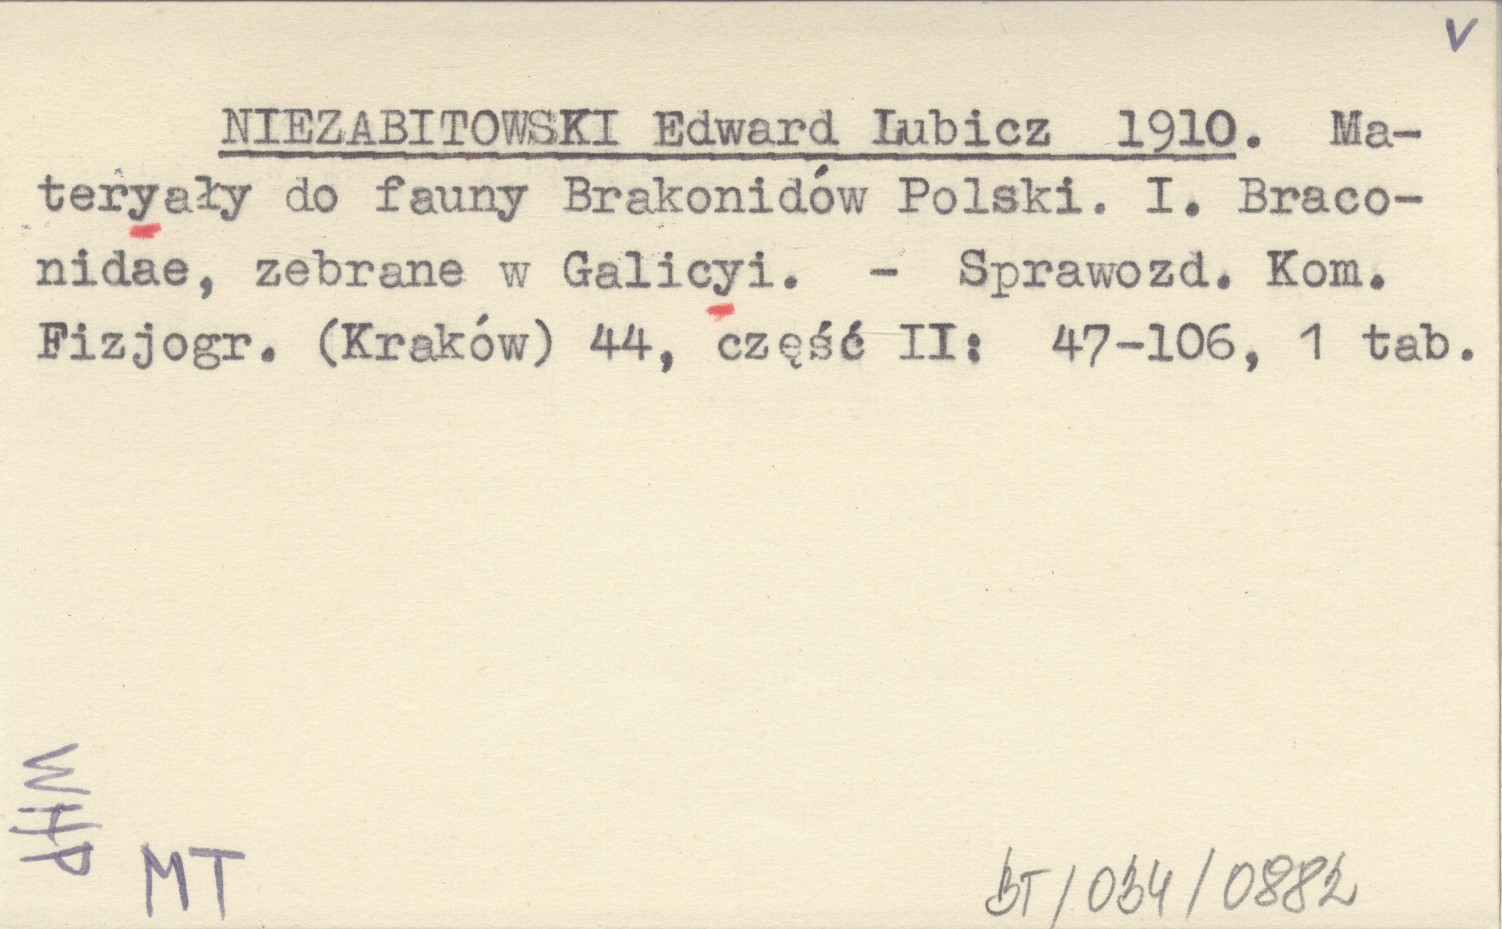 V
NIEZABITOWSKI Edward Lubicz 1910. Ma-
teryały do fauny Brakonidów Polski. I. Braco-
nidae, zebrane w Galicyi. - Sprawozd. Kom.
Fizjogr. (Kraków) 44, część II: 47-106, 1 tab.
MT
BT/034/0882